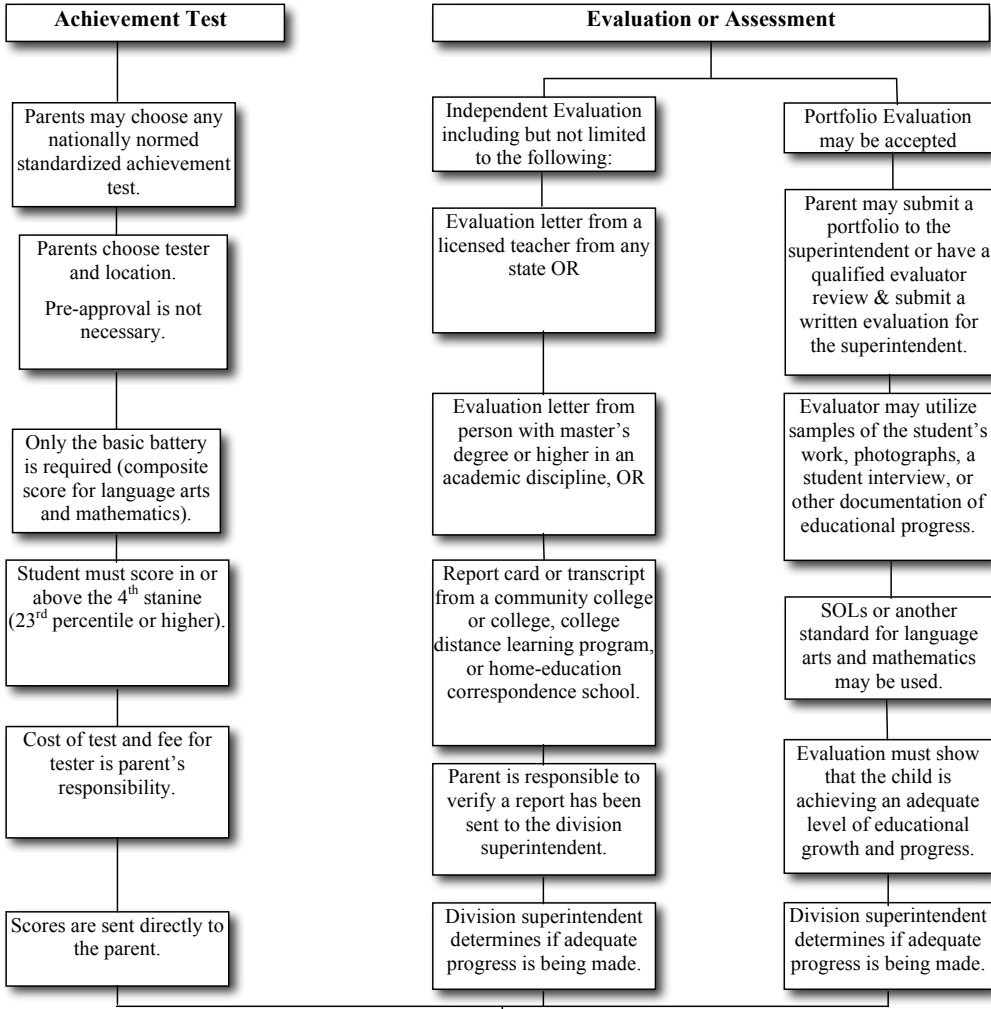 Achievement Test
Parents may choose any
nationally normed
standardized achievement
test.
Parents choose tester
and location.
Pre-approval is not
necessary.
Only the basic battery
is required (composite
score for language arts
and mathematics).
Student must score in or
above the 4th stanine
(23rd percentile or higher).
Cost of test and fee for
tester is parent's
responsibility.
Scores are sent directly to
the parent.
Evaluation or Assessment
Independent Evaluation
including but not limited
to the following:
Evaluation letter from a
licensed teacher from any
state OR
Evaluation letter from
person with master's
degree or higher in an
academic discipline, OR
Report card or transcript
from a community college
or college, college
distance learning program,
or home-education
correspondence school.
Parent is responsible to
verify a report has been
sent to the division
superintendent.
Division superintendent
determines if adequate
progress is being made.
Portfolio Evaluation
may be accepted
Parent may submit a
portfolio to the
superintendent or have a
qualified evaluator
review & submit a
written evaluation for
the superintendent.
Evaluator may utilize
samples of the student's
work, photographs, a
student interview, or
other documentation of
educational progress.
SOLs or another
standard for language
arts and mathematics
may be used.
Evaluation must show
that the child is
achieving an adequate
level of educational
growth and progress.
Division superintendent
determines if adequate
progress is being made.